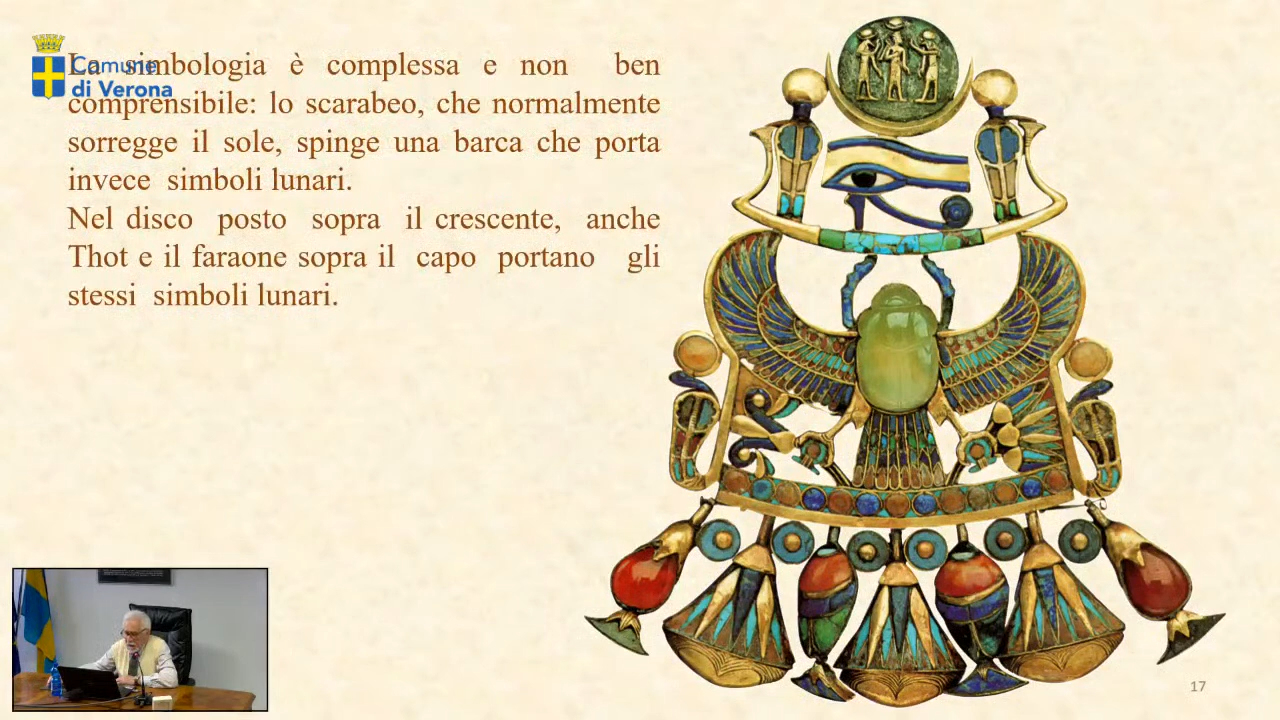 Comune
di Verona
La simbologia è complessa e non ben
comprensibile: lo scarabeo, che normalmente
sorregge il sole, spinge una barca che porta
invece simboli lunari.
Nel disco posto sopra il crescente, anche
Thot e il faraone sopra il capo portano gli
stessi simboli lunari.
17